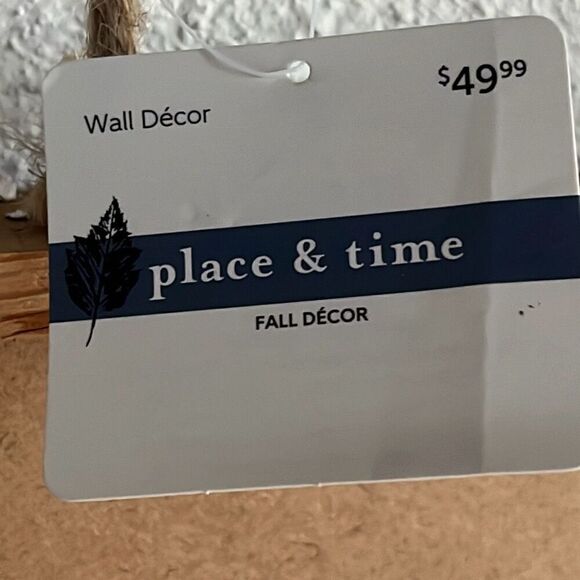 $49.99
Wall Décor
place & time
FALL DÉCOR